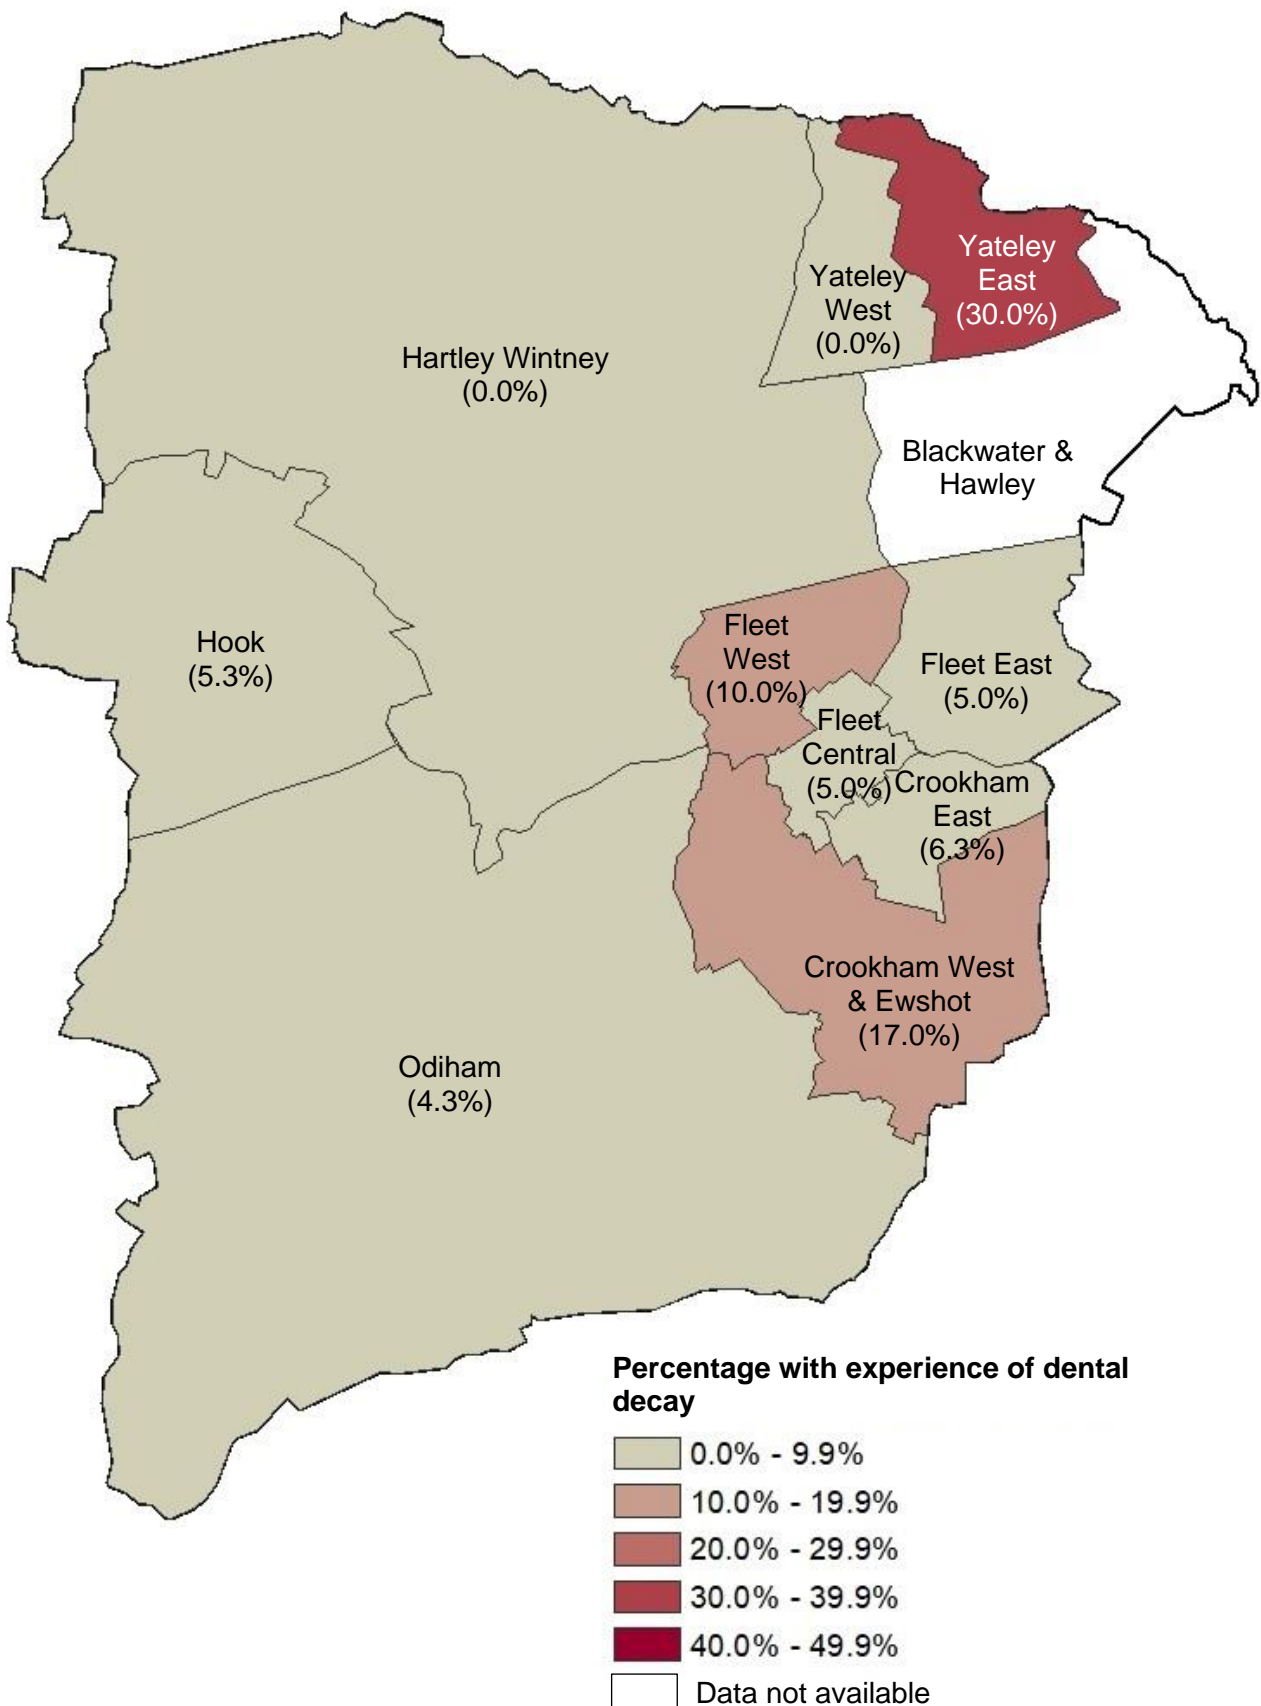 Yateley
East
(30.0%)
Yateley
West
(0.0%)
Hartley Wintney
(0.0%)
Blackwater &
Hawley
Hook
(5.3%)
Fleet
West
(10.0%)
Fleet East
(5.0%)
Fleet
Central
(5.0%)
Crookham
East
(6.3%)
Crookham West
& Ewshot
(17.0%)
Odiham
(4.3%)
Percentage with experience of dental
decay
0.0% - 9.9%
10.0% - 19.9%
20.0% - 29.9%
30.0% - 39.9%
40.0% - 49.9%
Data not available